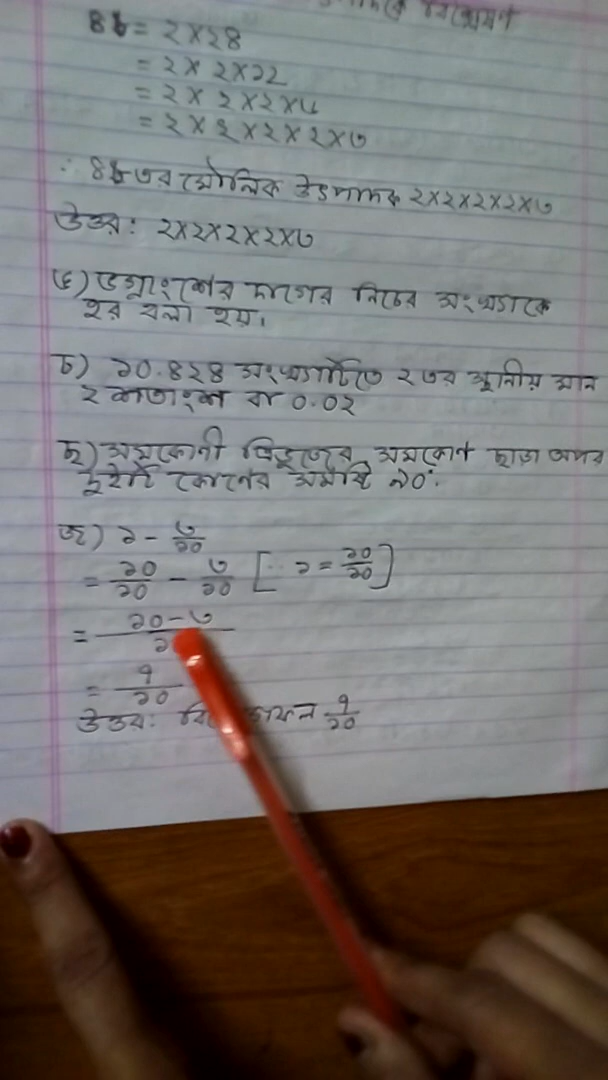 বিশ্লেষণ
৪৮ = ২×২৪
= ২× ২×১২
= ২× ২×২×৬
= ২×২×২×২×৩
∴ ৪৮ এর মৌলিক উৎপাদক ২×২×২×২×৩
উত্তর: ২×২×২×২×৩
ঙ) ভগ্নাংশের দাগের নিচের সংখ্যাকে
হর বলা হয়।
চ) ১০.৪২৪ সংখ্যাটিতে ২ এর স্থানীয় মান
২ শতাংশ বা ০.০২
ছ) সমকোণী ত্রিভুজের সমকোণ ছাড়া অপর
দুইটি কোণের সমষ্টি ৯০°.
জ) ১ - ৩/১০
= ১০/১০ - ৩/১০ [∵ ১ = ১০/১০]
= ১০-৩/
= ৭/১০
উত্তর: ৭/১০